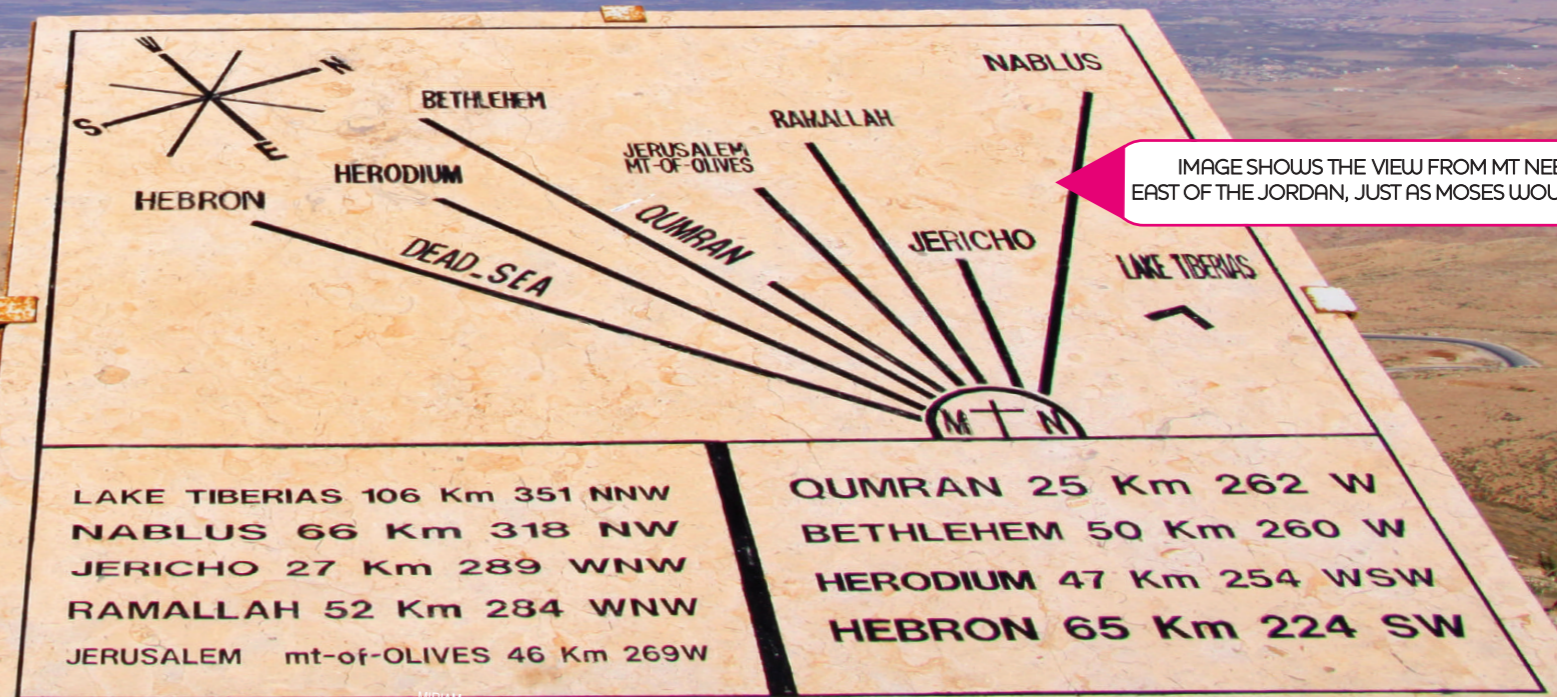 W
N
S
E
NABLUS
BETHLEHEM
RAMALLAH
JERUSALEM
MT-OF-OLIVES
HERODIUM
HEBRON
QUMRAN
DEAD_SEA
JERICHO
LAKE TIBERIAS
M N
IMAGE SHOWS THE VIEW FROM MT
EAST OF THE JORDAN, JUST AS MOSES
LAKE TIBERIAS 106 Km 351 NNW
NABLUS 66 Km 318 NW
JERICHO 27 Km 289 WNW
RAMALLAH 52 Km 284 WNW
JERUSALEM mt-of-OLIVES 46 Km 269W
QUMRAN 25 Km 262 W
BETHLEHEM 50 Km 260 W
HERODIUM 47 Km 254 WSW
HEBRON 65 Km 224 SW